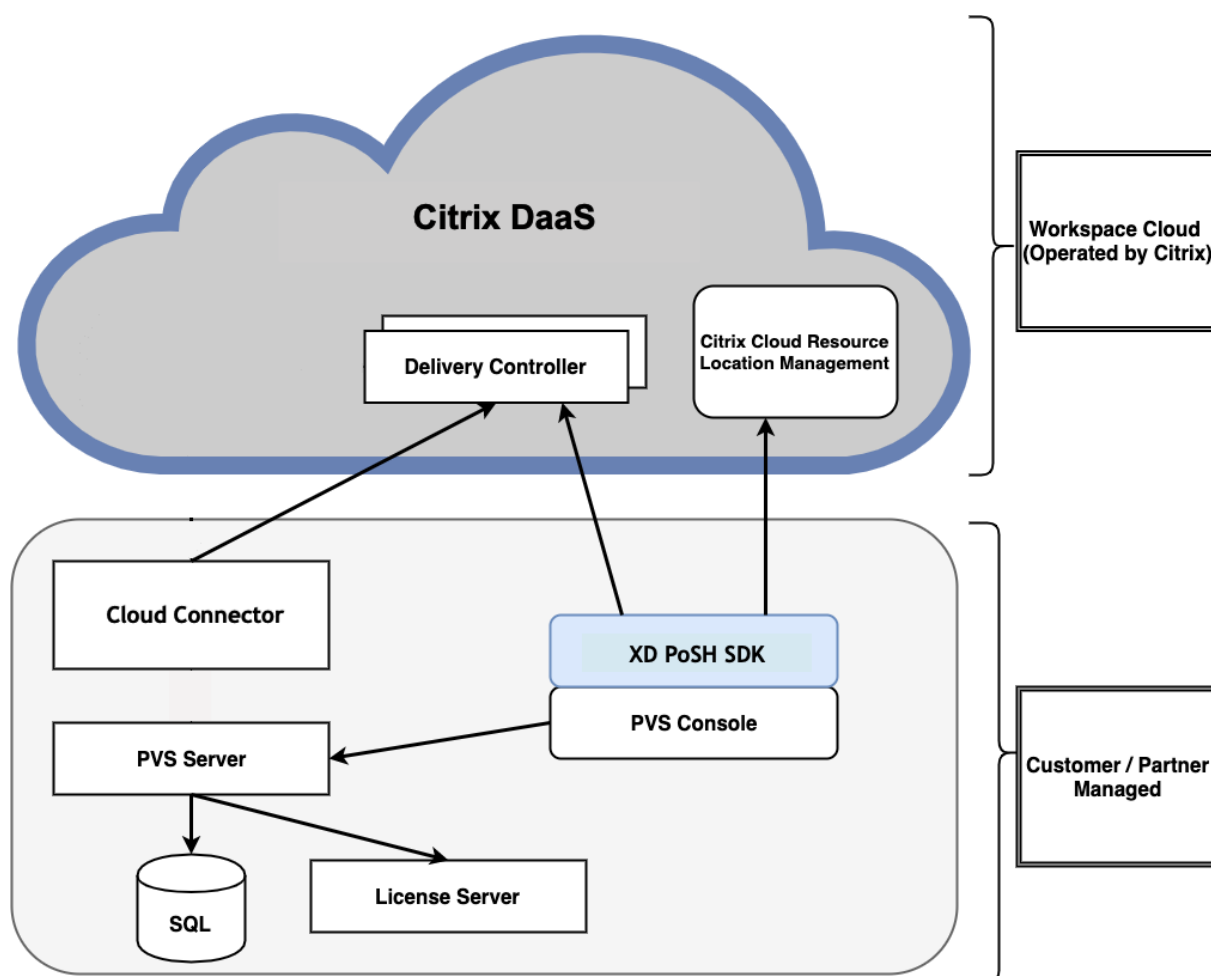 Citrix DaaS
Workspace Cloud
(Operated by Citrix)
Delivery Controller
Citrix Cloud Resource
Location Management
Cloud Connector
XD PoSH SDK
PVS Console
PVS Server
Customer / Partner
Managed
License Server
SQL